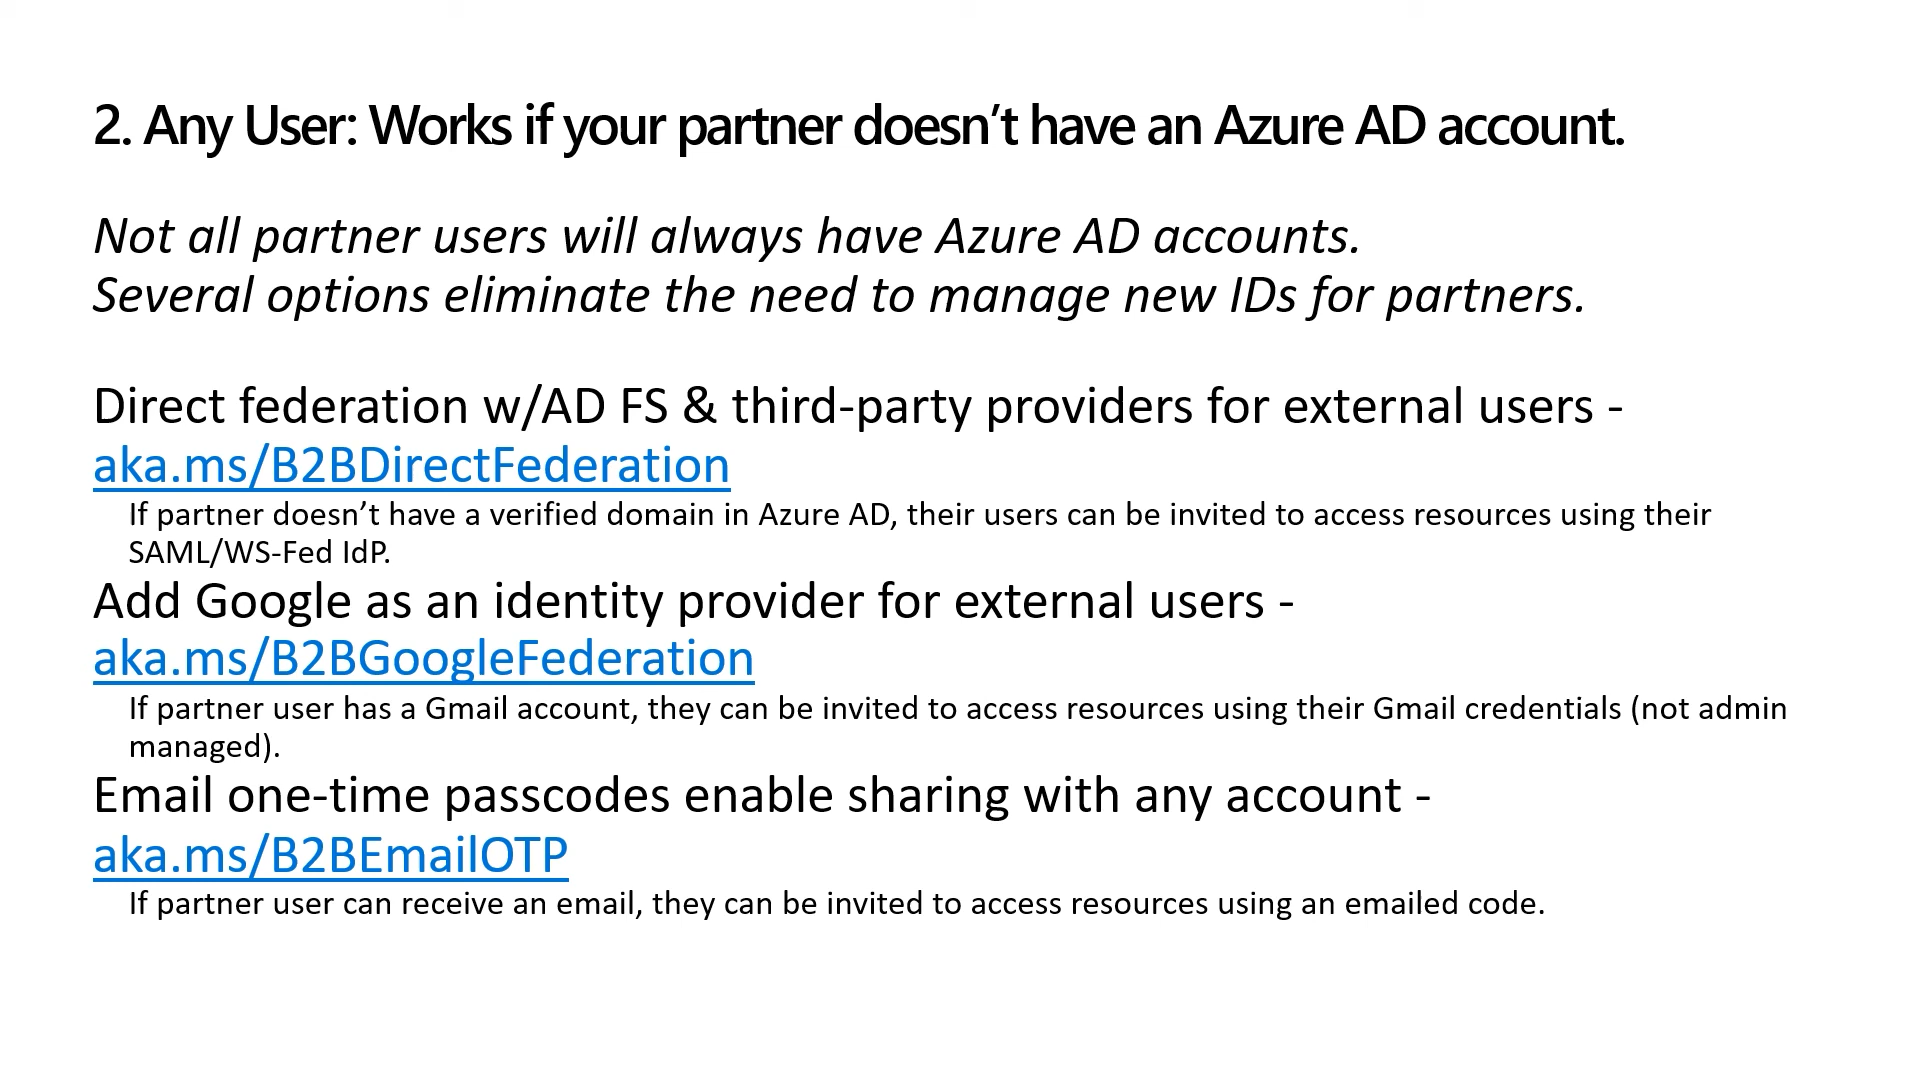 2. Any User: Works if your partner doesn’t have an Azure AD account.
Not all partner users will always have Azure AD accounts.
Several options eliminate the need to manage new IDs for partners.
Direct federation w/AD FS & third-party providers for external users -
aka.ms/B2BDirectFederation
If partner doesn’t have a verified domain in Azure AD, their users can be invited to access resources using their
SAML/WS-Fed IdP.
Add Google as an identity provider for external users -
aka.ms/B2BGoogleFederation
If partner user has a Gmail account, they can be invited to access resources using their Gmail credentials (not admin
managed).
Email one-time passcodes enable sharing with any account -
aka.ms/B2BEmailOTP
If partner user can receive an email, they can be invited to access resources using an emailed code.